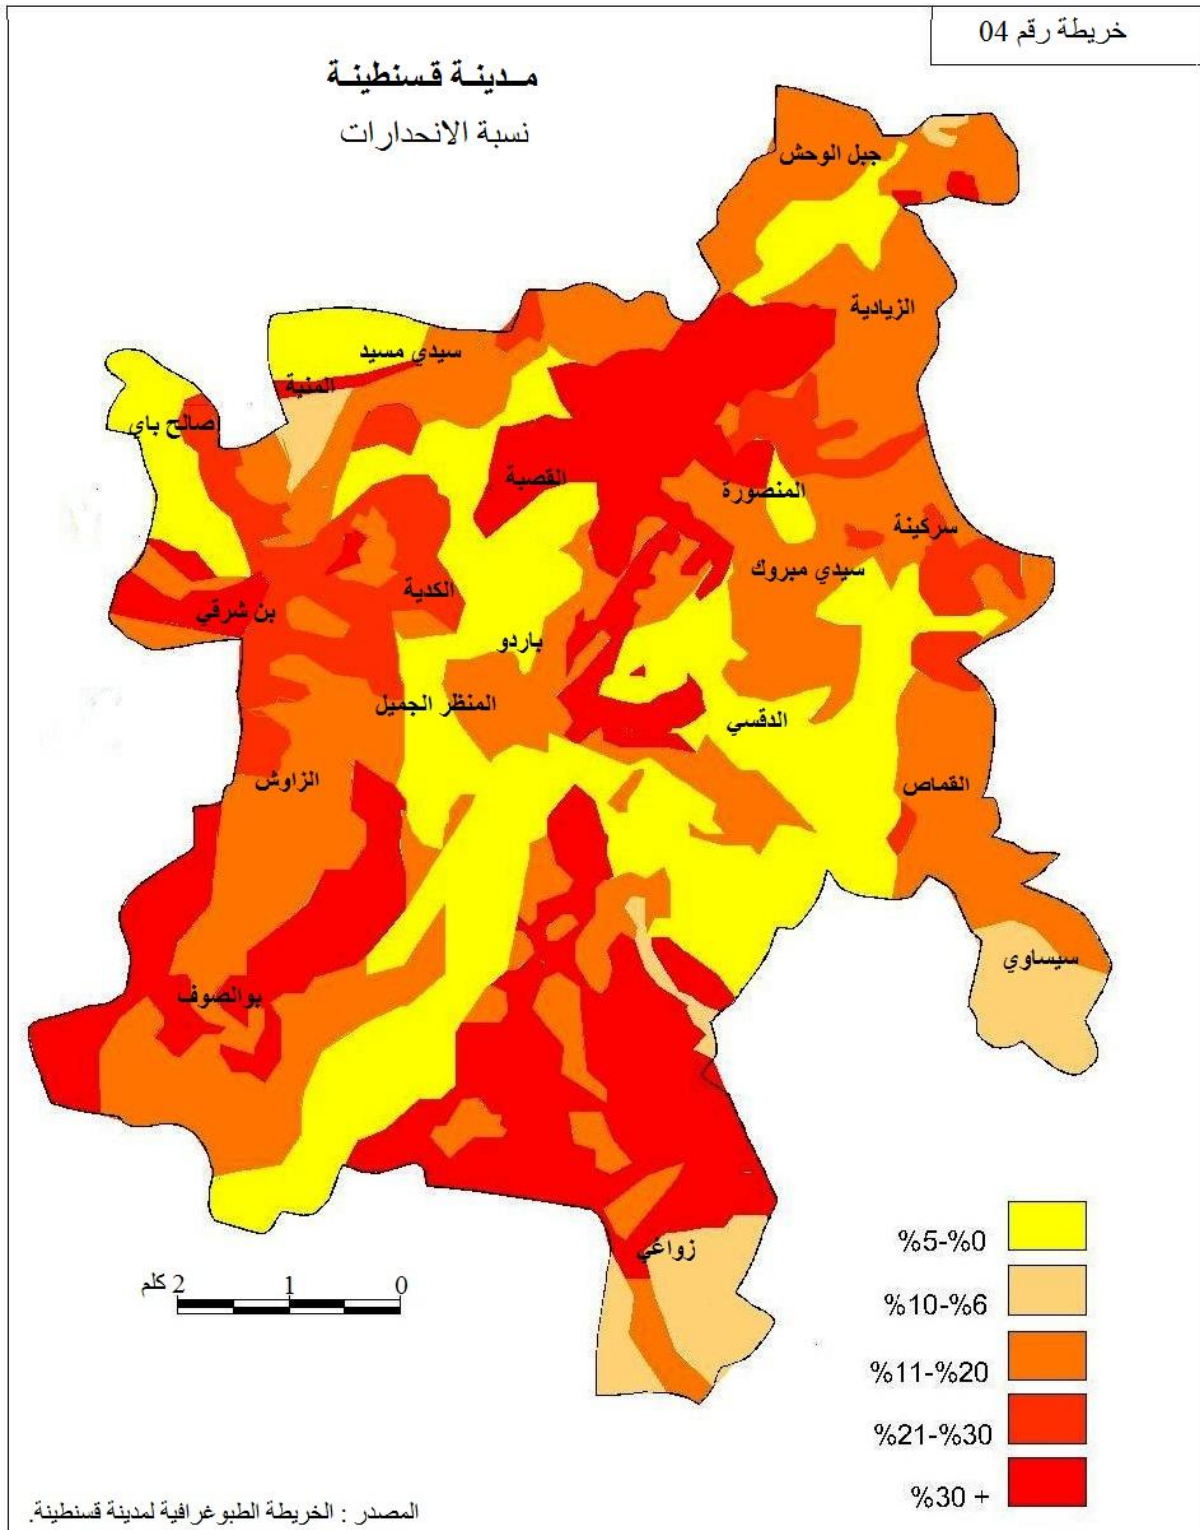 خريطة رقم 04
مـدينـة قـسنطينـة
نسبة الانحدارات
جبل الوحش
الزيادية
سيدي مسيد
المنية
صالح باي
القصبة
المنصورة
سركينة
سيدي مبروك
الكدية
بن شرقي
باردو
المنظر الجميل
الدقسي
الزاوش
القماص
سيساوي
بوالصوف
زواغي
%5-%0
%10-%6
%11-%20
%21-%30
%30 +
0 1 2 كلم
المصدر : الخريطة الطبوغرافية لمدينة قسنطينة.